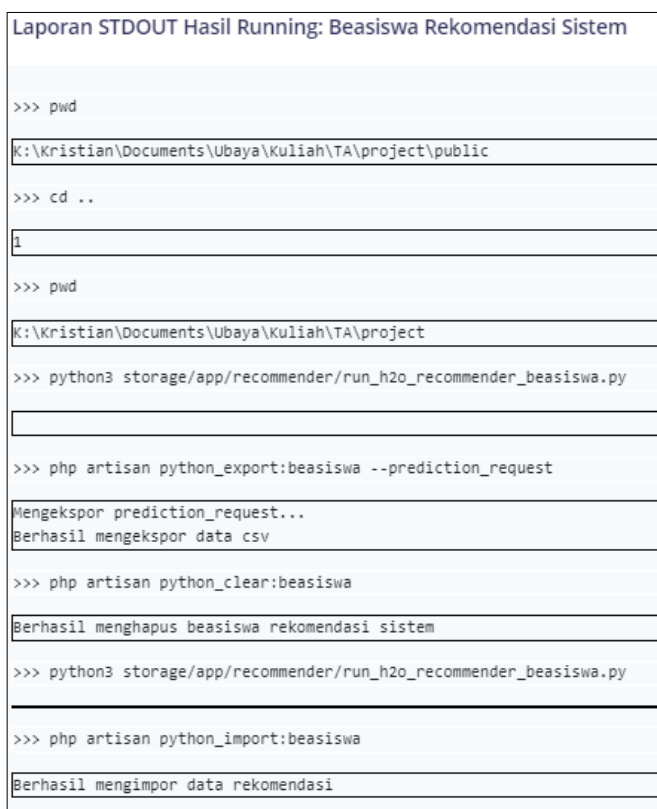 Laporan STDOUT Hasil Running: Beasiswa Rekomendasi Sistem
>>> pwd
K:\Kristian\Documents\Ubaya\Kuliah\TA\project\public
>>> cd ..
1
>>> pwd
K:\Kristian\Documents\Ubaya\Kuliah\TA\project
>>> python3 storage/app/recommender/run_h2o_recommender_beasiswa.py
>>> php artisan python_export:beasiswa --prediction_request
Mengekspor prediction_request...
Berhasil mengekspor data csv
>>> php artisan python_clear:beasiswa
Berhasil menghapus beasiswa rekomendasi sistem
>>> python3 storage/app/recommender/run_h2o_recommender_beasiswa.py
>>> php artisan python_import:beasiswa
Berhasil mengimpor data rekomendasi